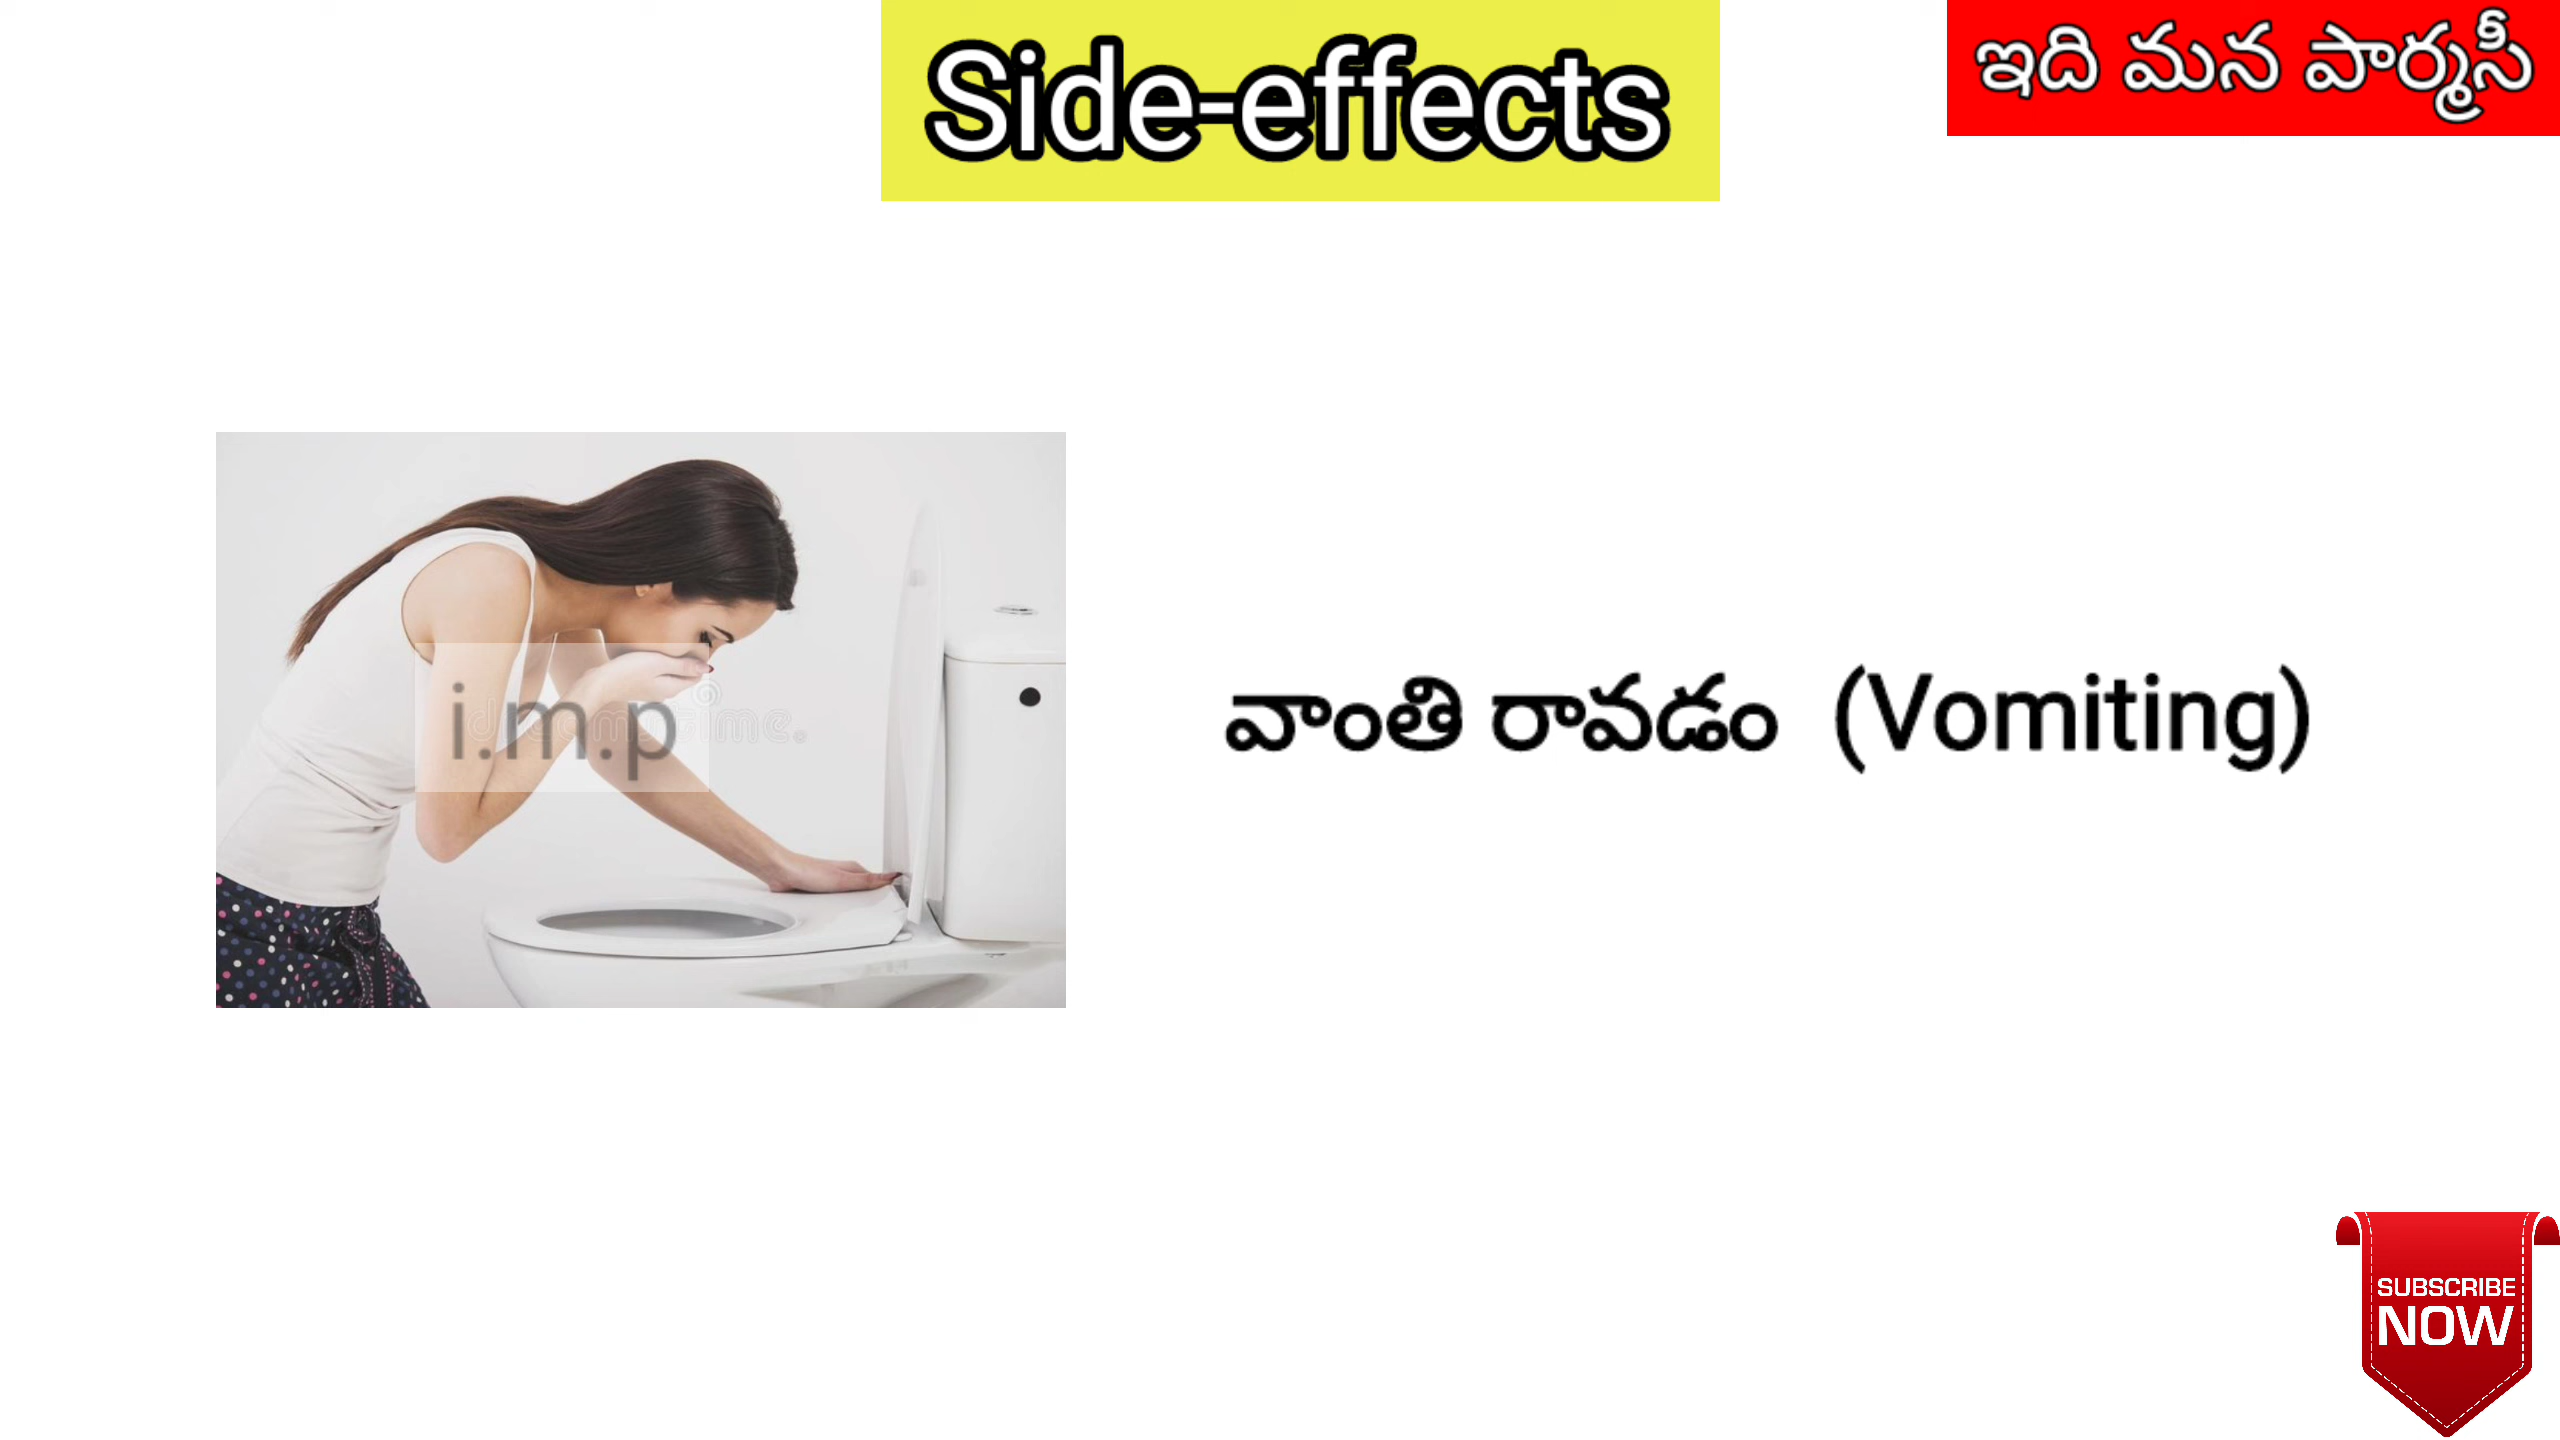 Side-effects
ఇది మన పార్మసీ
i.m.p
వాంతి రావడం (Vomiting)
SUBSCRIBE
NOW